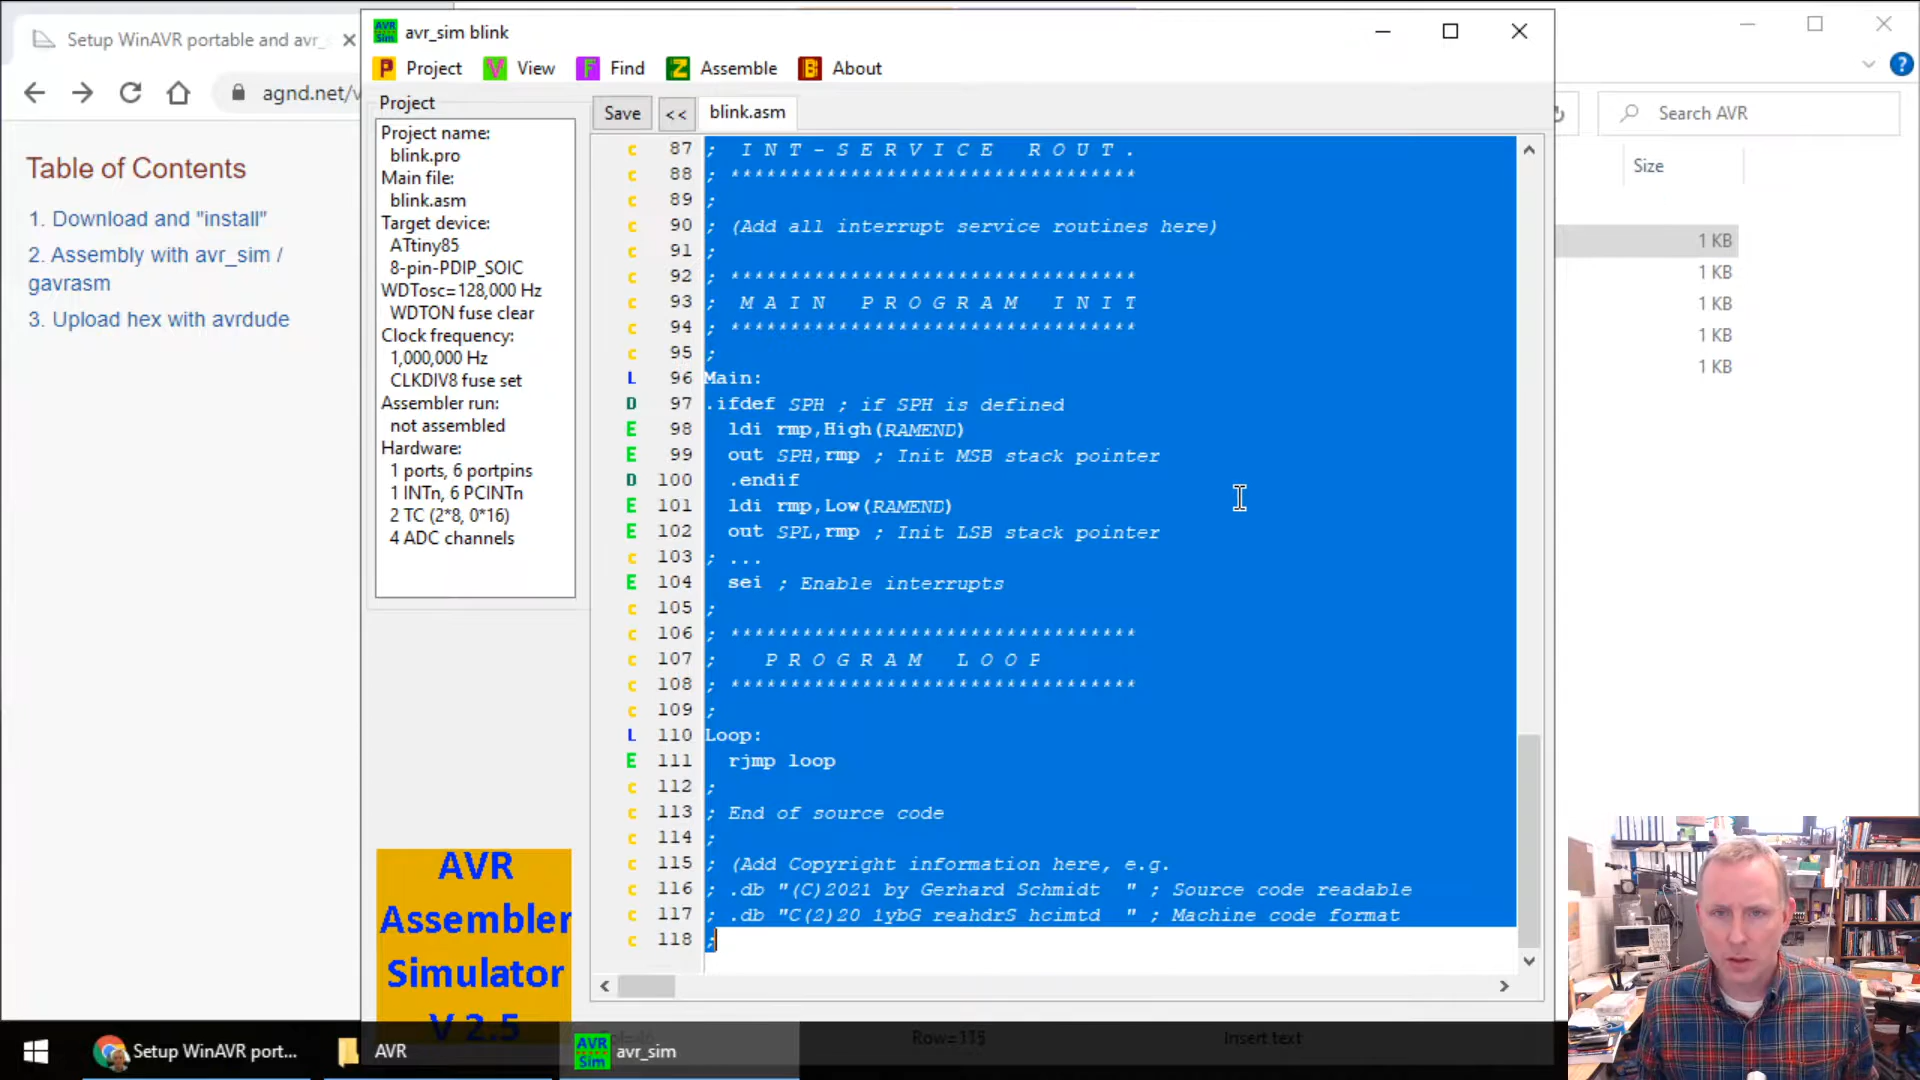 Setup WinAVR portable and avr_
agnd.net/v
Table of Contents
1. Download and "install"
2. Assembly with avr_sim /
gavrasm
3. Upload hex with avrdude
AVR
Sim
avr_sim blink
P Project
V View
F Find
Z Assemble
B About
Project
Project name:
blink.pro
Main file:
blink.asm
Target device:
ATtiny85
8-pin-PDIP_SOIC
WDTosc=128,000 Hz
WDTON fuse clear
Clock frequency:
1,000,000 Hz
CLKDIV8 fuse set
Assembler run:
not assembled
Hardware:
1 ports, 6 portpins
1 INTn, 6 PCINTn
2 TC (2*8, 0*16)
4 ADC channels
AVR
Assembler
Simulator
V 2.5
Save
<<
blink.asm
c 87 ; I N T - S E R V I C E   R O U T .
c 88 ; **********************************
c 89 ;
c 90 ; (Add all interrupt service routines here)
c 91 ;
c 92 ; **********************************
c 93 ; M A I N   P R O G R A M   I N I T
c 94 ; **********************************
c 95 ;
L 96 Main:
D 97 .ifdef SPH ; if SPH is defined
E 98 ldi rmp,High(RAMEND)
E 99 out SPH,rmp ; Init MSB stack pointer
D 100 .endif
E 101 ldi rmp,Low(RAMEND)
E 102 out SPL,rmp ; Init LSB stack pointer
c 103 ; ...
E 104 sei ; Enable interrupts
c 105 ;
c 106 ; **********************************
c 107 ; P R O G R A M   L O O P
c 108 ; **********************************
c 109 ;
L 110 Loop:
E 111 rjmp loop
c 112 ;
c 113 ; End of source code
c 114 ;
c 115 ; (Add Copyright information here, e.g.
c 116 ; .db "(C)2021 by Gerhard Schmidt  " ; Source code readable
c 117 ; .db "C(2)20 1ybG reahdrS hcimtd  " ; Machine code format
c 118 ;
Row=115
Insert text
?
Search AVR
Size
1 KB
1 KB
1 KB
1 KB
1 KB
Setup WinAVR port...
AVR
AVR
Sim
avr_sim